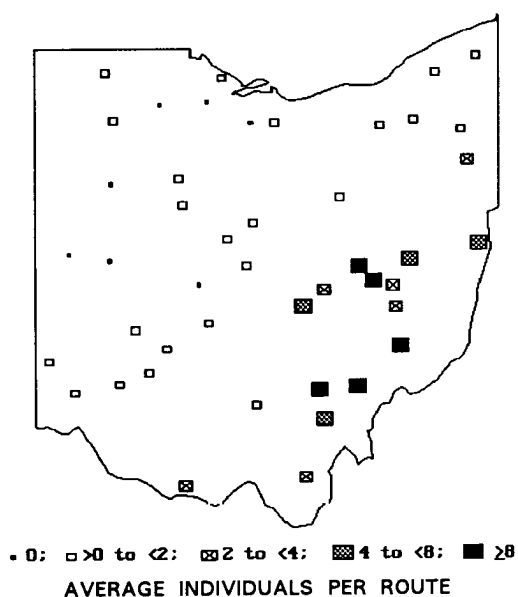 . 0; >0 to <2; 2 to <4; 4 to <8; ≥8
AVERAGE INDIVIDUALS PER ROUTE